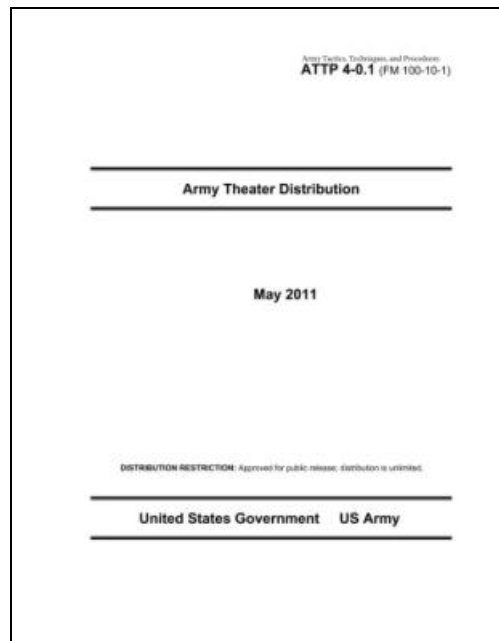 Army Tactics, Techniques, and Procedures
ATTP 4-0.1 (FM 100-10-1)
Army Theater Distribution
May 2011
DISTRIBUTION RESTRICTION: Approved for public release; distribution is unlimited.
United States Government US Army